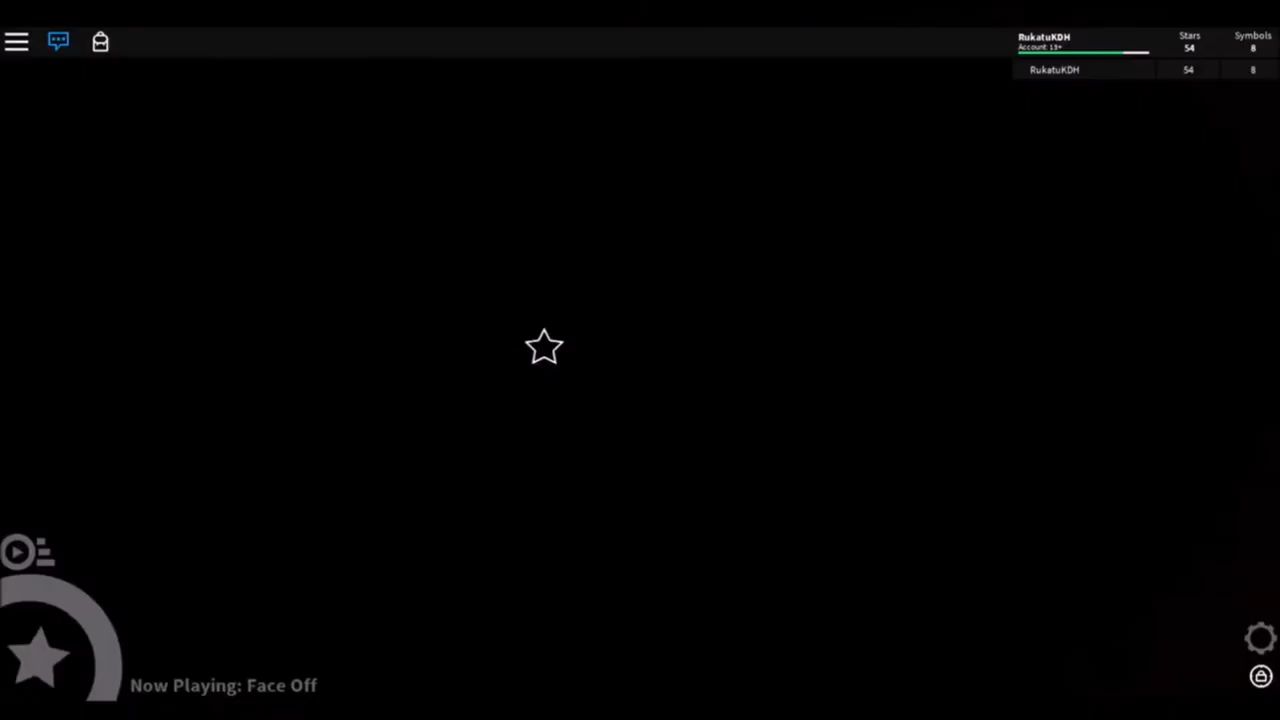 RukatuKDH
Account: 13+
Stars
54
Symbols
8
RukatuKDH
54
8
Now Playing: Face Off